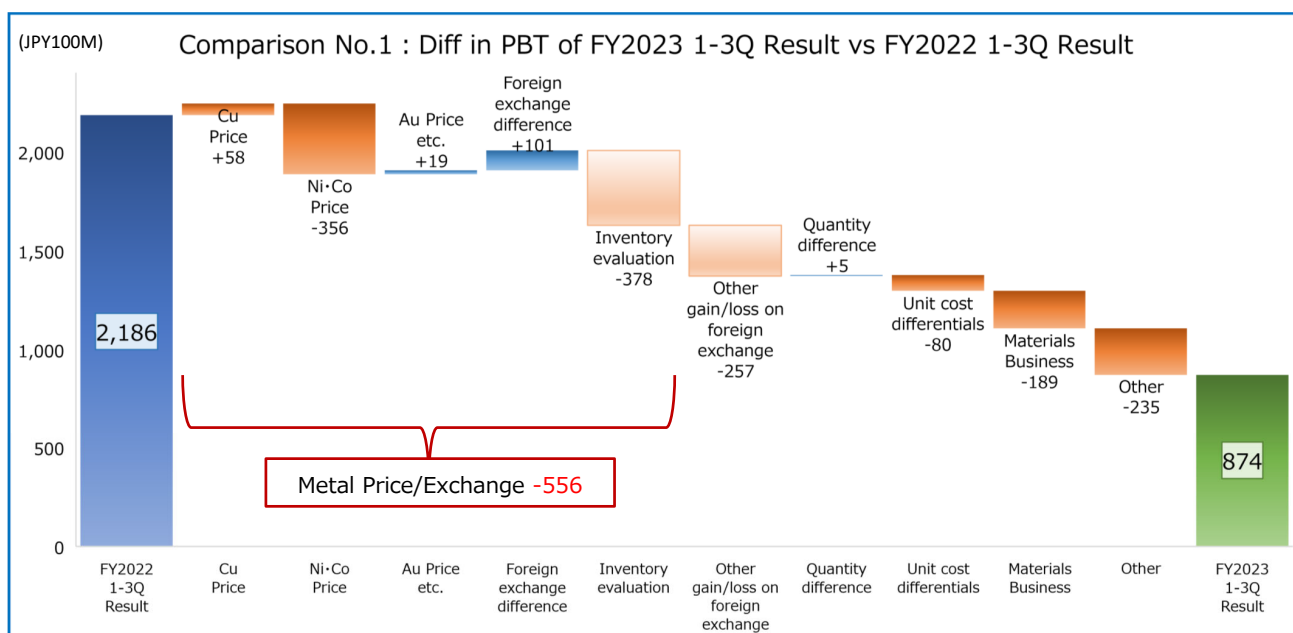 (JPY100M)
Comparison No.1 : Diff in PBT of FY2023 1-3Q Result vs FY2022 1-3Q Result
2,000
1,500
1,000
500
0
2,186
Cu
Price
+58
Ni・Co
Price
-356
Au Price
etc.
+19
Foreign
exchange
difference
+101
Inventory
evaluation
-378
Other
gain/loss on
foreign
exchange
-257
Quantity
difference
+5
Unit cost
differentials
-80
Materials
Business
-189
Other
-235
874
Metal Price/Exchange -556
FY2022
1-3Q
Result
Cu
Price
Ni・Co
Price
Au Price
etc.
Foreign
exchange
difference
Inventory
evaluation
Other
gain/loss on
foreign
exchange
Quantity
difference
Unit cost
differentials
Materials
Business
Other
FY2023
1-3Q
Result